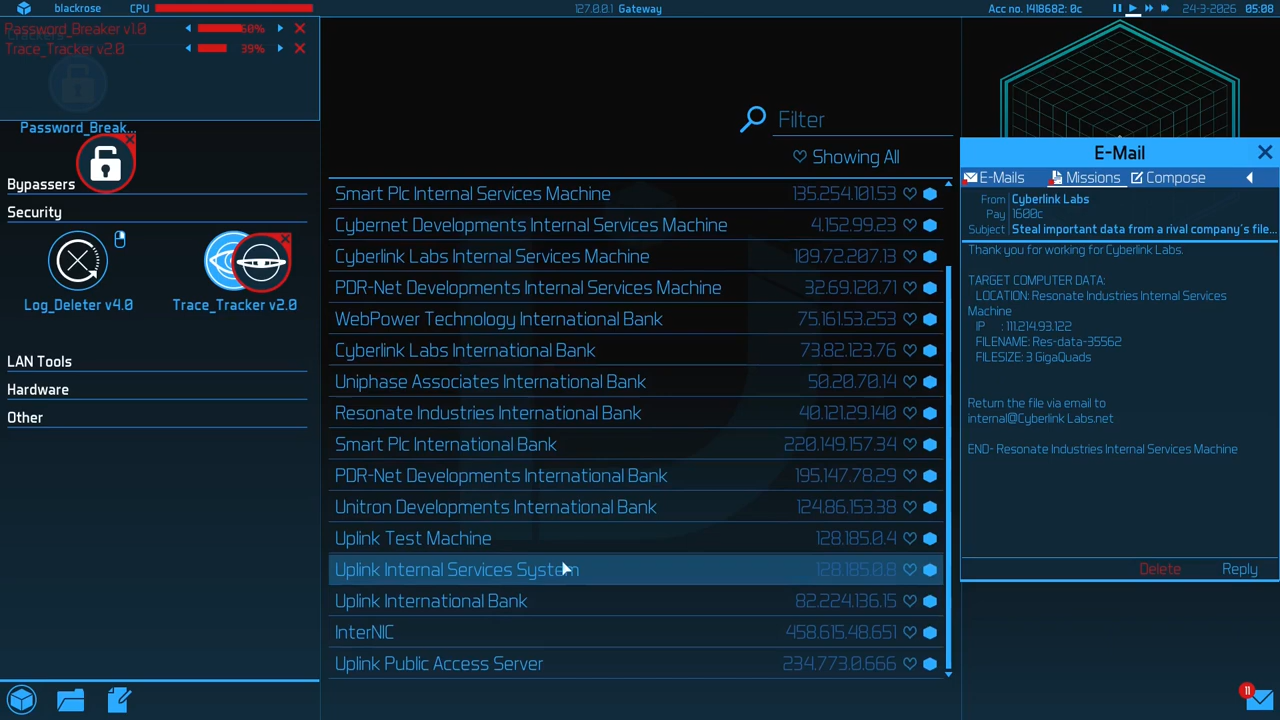 blackrose
CPU
127.0.0.1 Gateway
Acc no. 1418682: 0c
24-3-2026
05:08
Password_Breaker v1.0
60%
Trace_Tracker v2.0
39%
Password_Break...
Bypassers
Security
Log_Deleter v4.0
Trace_Tracker v2.0
LAN Tools
Hardware
Other
Filter
Showing All
Smart Plc Internal Services Machine 135.254.101.53
Cybernet Developments Internal Services Machine 4.152.99.23
Cyberlink Labs Internal Services Machine 109.72.207.13
PDR-Net Developments Internal Services Machine 32.69.120.71
WebPower Technology International Bank 75.161.53.253
Cyberlink Labs International Bank 73.82.123.76
Uniphase Associates International Bank 50.20.70.14
Resonate Industries International Bank 40.121.29.140
Smart Plc International Bank 220.149.157.34
PDR-Net Developments International Bank 195.147.78.29
Unitron Developments International Bank 124.86.153.38
Uplink Test Machine 128.185.0.4
Uplink Internal Services System 128.185.0.8
Uplink International Bank 82.224.136.15
InterNIC 458.615.48.651
Uplink Public Access Server 234.773.0.666
E-Mail
E-Mails
Missions
Compose
From Cyberlink Labs
Pay 1600c
Subject Steal important data from a rival company's file...
Thank you for working for Cyberlink Labs.
TARGET COMPUTER DATA:
LOCATION: Resonate Industries Internal Services
Machine
IP : 111.214.93.122
FILENAME: Res-data-35562
FILESIZE: 3 GigaQuads
Return the file via email to
internal@Cyberlink Labs.net
END- Resonate Industries Internal Services Machine
Delete
Reply
11